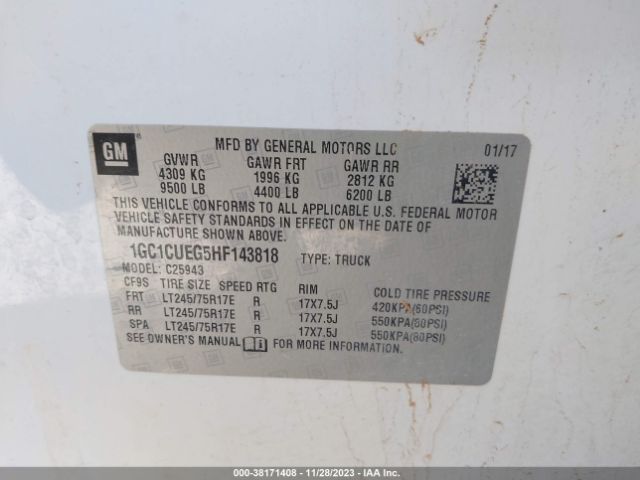 GM
MFD BY GENERAL MOTORS LLC 01/17
GVWR GAWR FRT GAWR RR
4309 KG 1996 KG 2812 KG
9500 LB 4400 LB 6200 LB
THIS VEHICLE CONFORMS TO ALL APPLICABLE U.S. FEDERAL MOTOR
VEHICLE SAFETY STANDARDS IN EFFECT ON THE DATE OF
MANUFACTURE SHOWN ABOVE.
1GC1CUEG5HF143818 TYPE: TRUCK
MODEL: C25943
CF9S TIRE SIZE SPEED RTG RIM COLD TIRE PRESSURE
FRT LT245/75R17E R 17X7.5J 420KPA(60PSI)
RR LT245/75R17E R 17X7.5J 550KPA(80PSI)
SPA LT245/75R17E R 17X7.5J 550KPA(80PSI)
SEE OWNER'S MANUAL FOR MORE INFORMATION
000-38171408 - 11/28/2023 - IAA Inc.